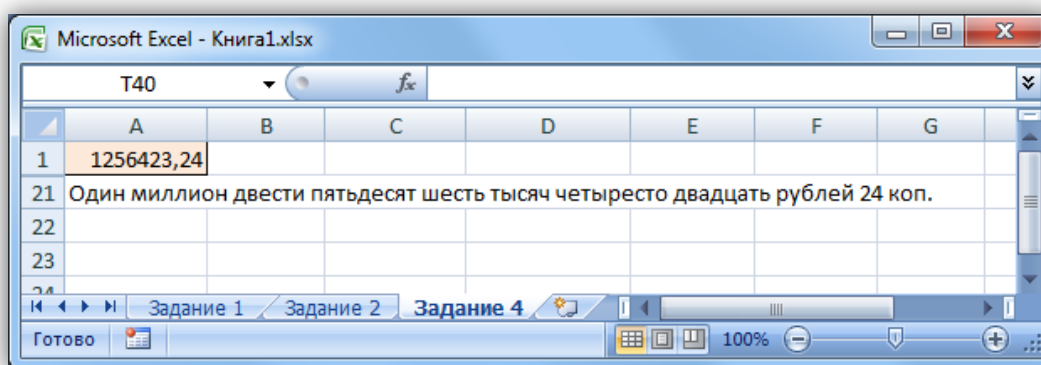 Microsoft Excel - Книга1.xlsx
T40 fx
A B C D E F G
1 1256423,24
21 Один миллион двести пятьдесят шесть тысяч четыресто двадцать рублей 24 коп.
22
23
24
Задание 1 Задание 2 Задание 4
Готово 100%